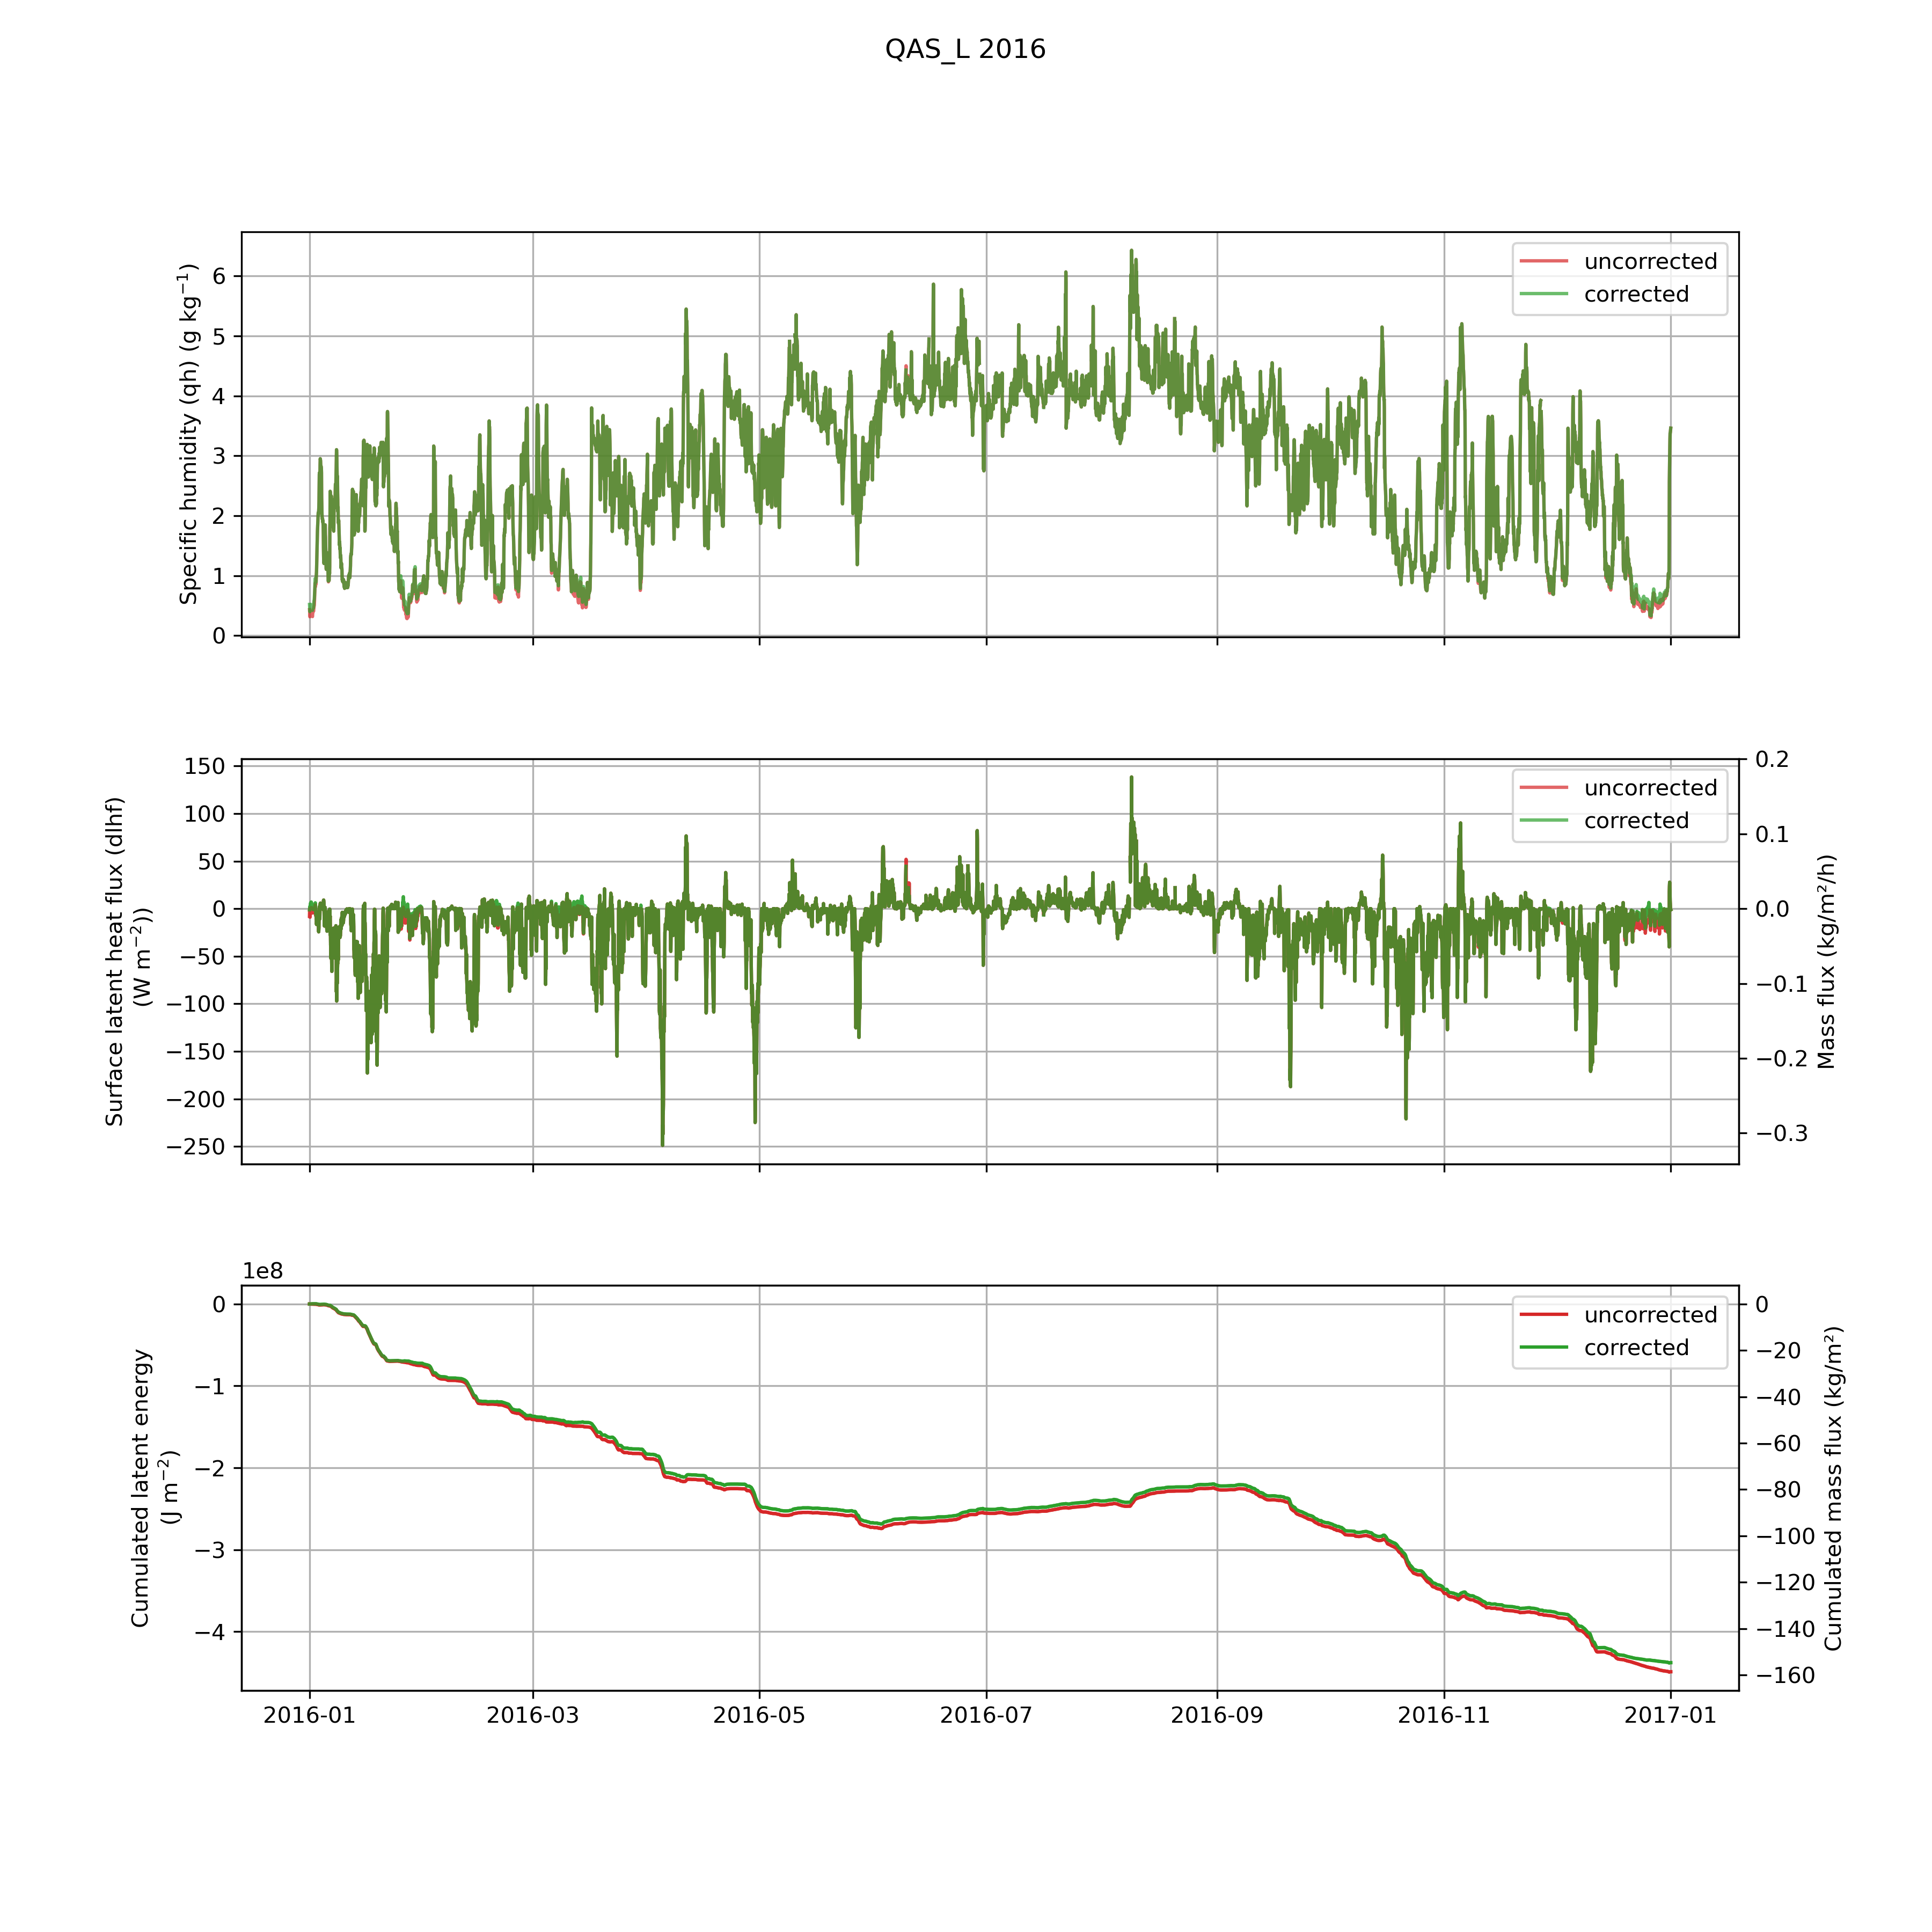 QAS_L 2016
Specific humidity (qh) (g kg⁻¹)
6
5
4
3
2
1
0
uncorrected
corrected
Surface latent heat flux (dlhf)
(W m⁻²))
150
100
50
0
−50
−100
−150
−200
−250
uncorrected
corrected
0.2
0.1
0.0
−0.1
−0.2
−0.3
Mass flux (kg/m²/h)
1e8
Cumulated latent energy
(J m⁻²)
0
−1
−2
−3
−4
uncorrected
corrected
0
−20
−40
−60
−80
−100
−120
−140
−160
Cumulated mass flux (kg/m²)
2016-01 2016-03 2016-05 2016-07 2016-09 2016-11 2017-01